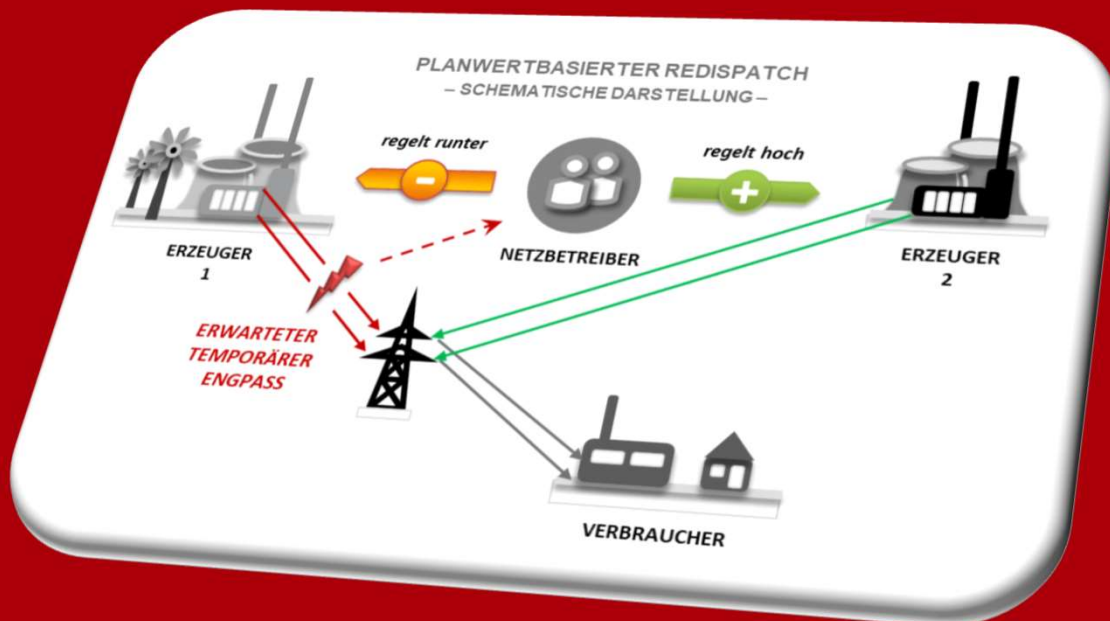 PLANWERTBASIERTER REDISPATCH
– SCHEMATISCHE DARSTELLUNG –
regelt runter
regelt hoch
-
+
ERZEUGER
1
NETZBETREIBER
ERZEUGER
2
ERWARTETER
TEMPORÄRER
ENGPASS
VERBRAUCHER